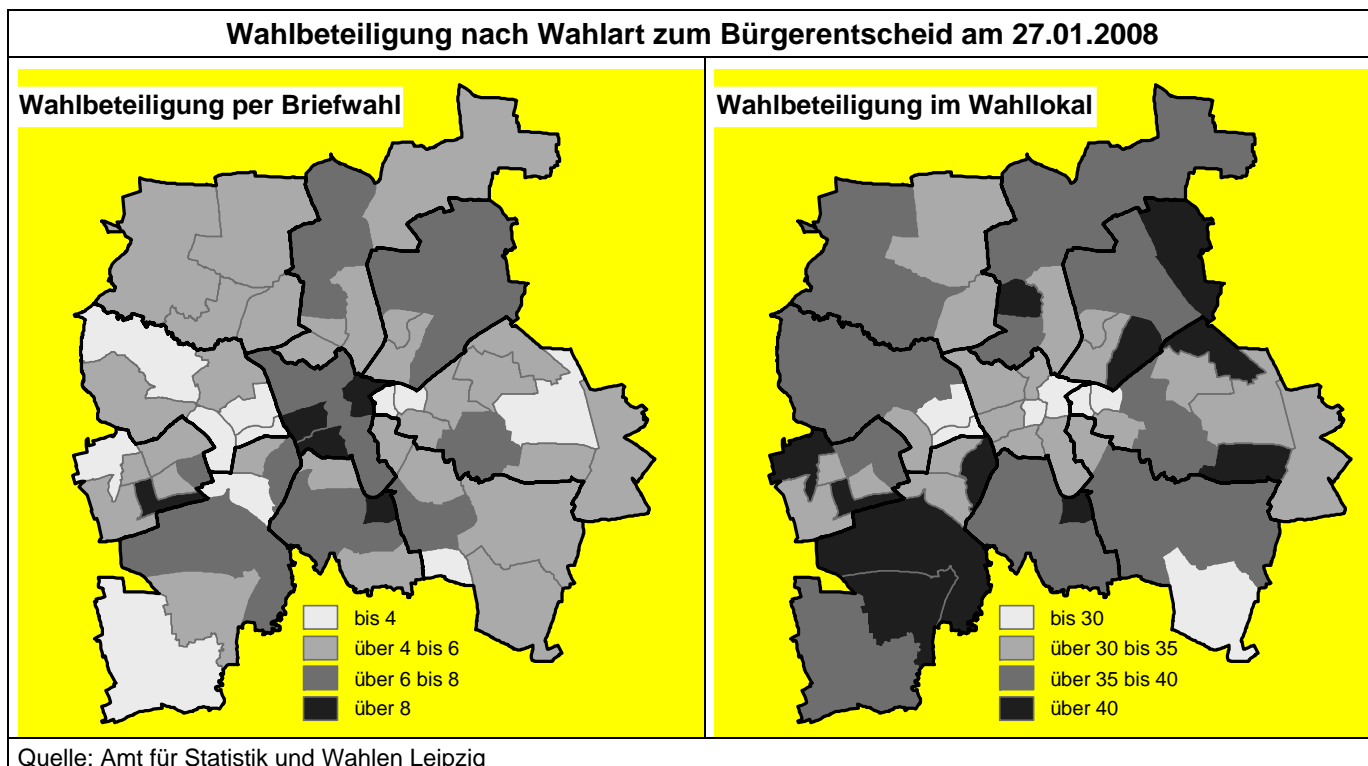 Wahlbeteiligung nach Wahlart zum Bürgerentscheid am 27.01.2008
Wahlbeteiligung per Briefwahl
bis 4
über 4 bis 6
über 6 bis 8
über 8
Wahlbeteiligung im Wahllokal
bis 30
über 30 bis 35
über 35 bis 40
über 40
Quelle: Amt für Statistik und Wahlen Leipzig